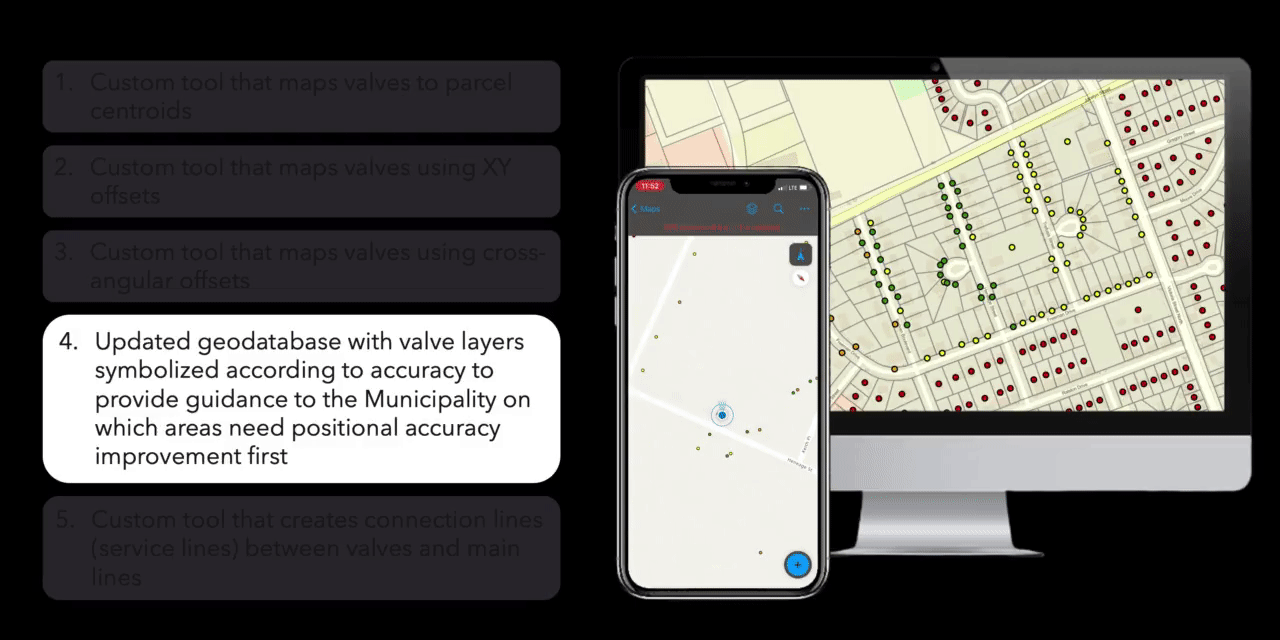 1. Custom tool that maps valves to parcel
centroids
2. Custom tool that maps valves using XY
offsets
3. Custom tool that maps valves using cross-
angular offsets
4. Updated geodatabase with valve layers
symbolized according to accuracy to
provide guidance to the Municipality on
which areas need positional accuracy
improvement first
5. Custom tool that creates connection lines
(service lines) between valves and main
lines
11:52
LTE
Maps